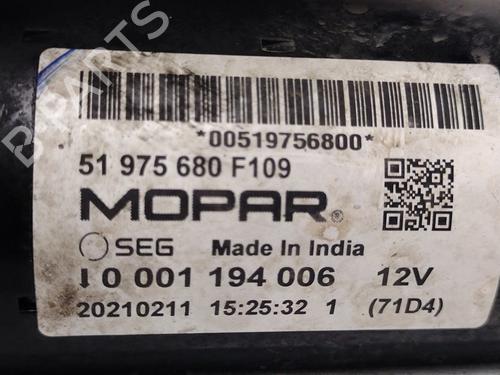 B-PARTS
*00519756800*
51 975 680 F109
MOPAR
SEG Made In India
0 001 194 006 12V
20210211 15:25:32 1 (71D4)